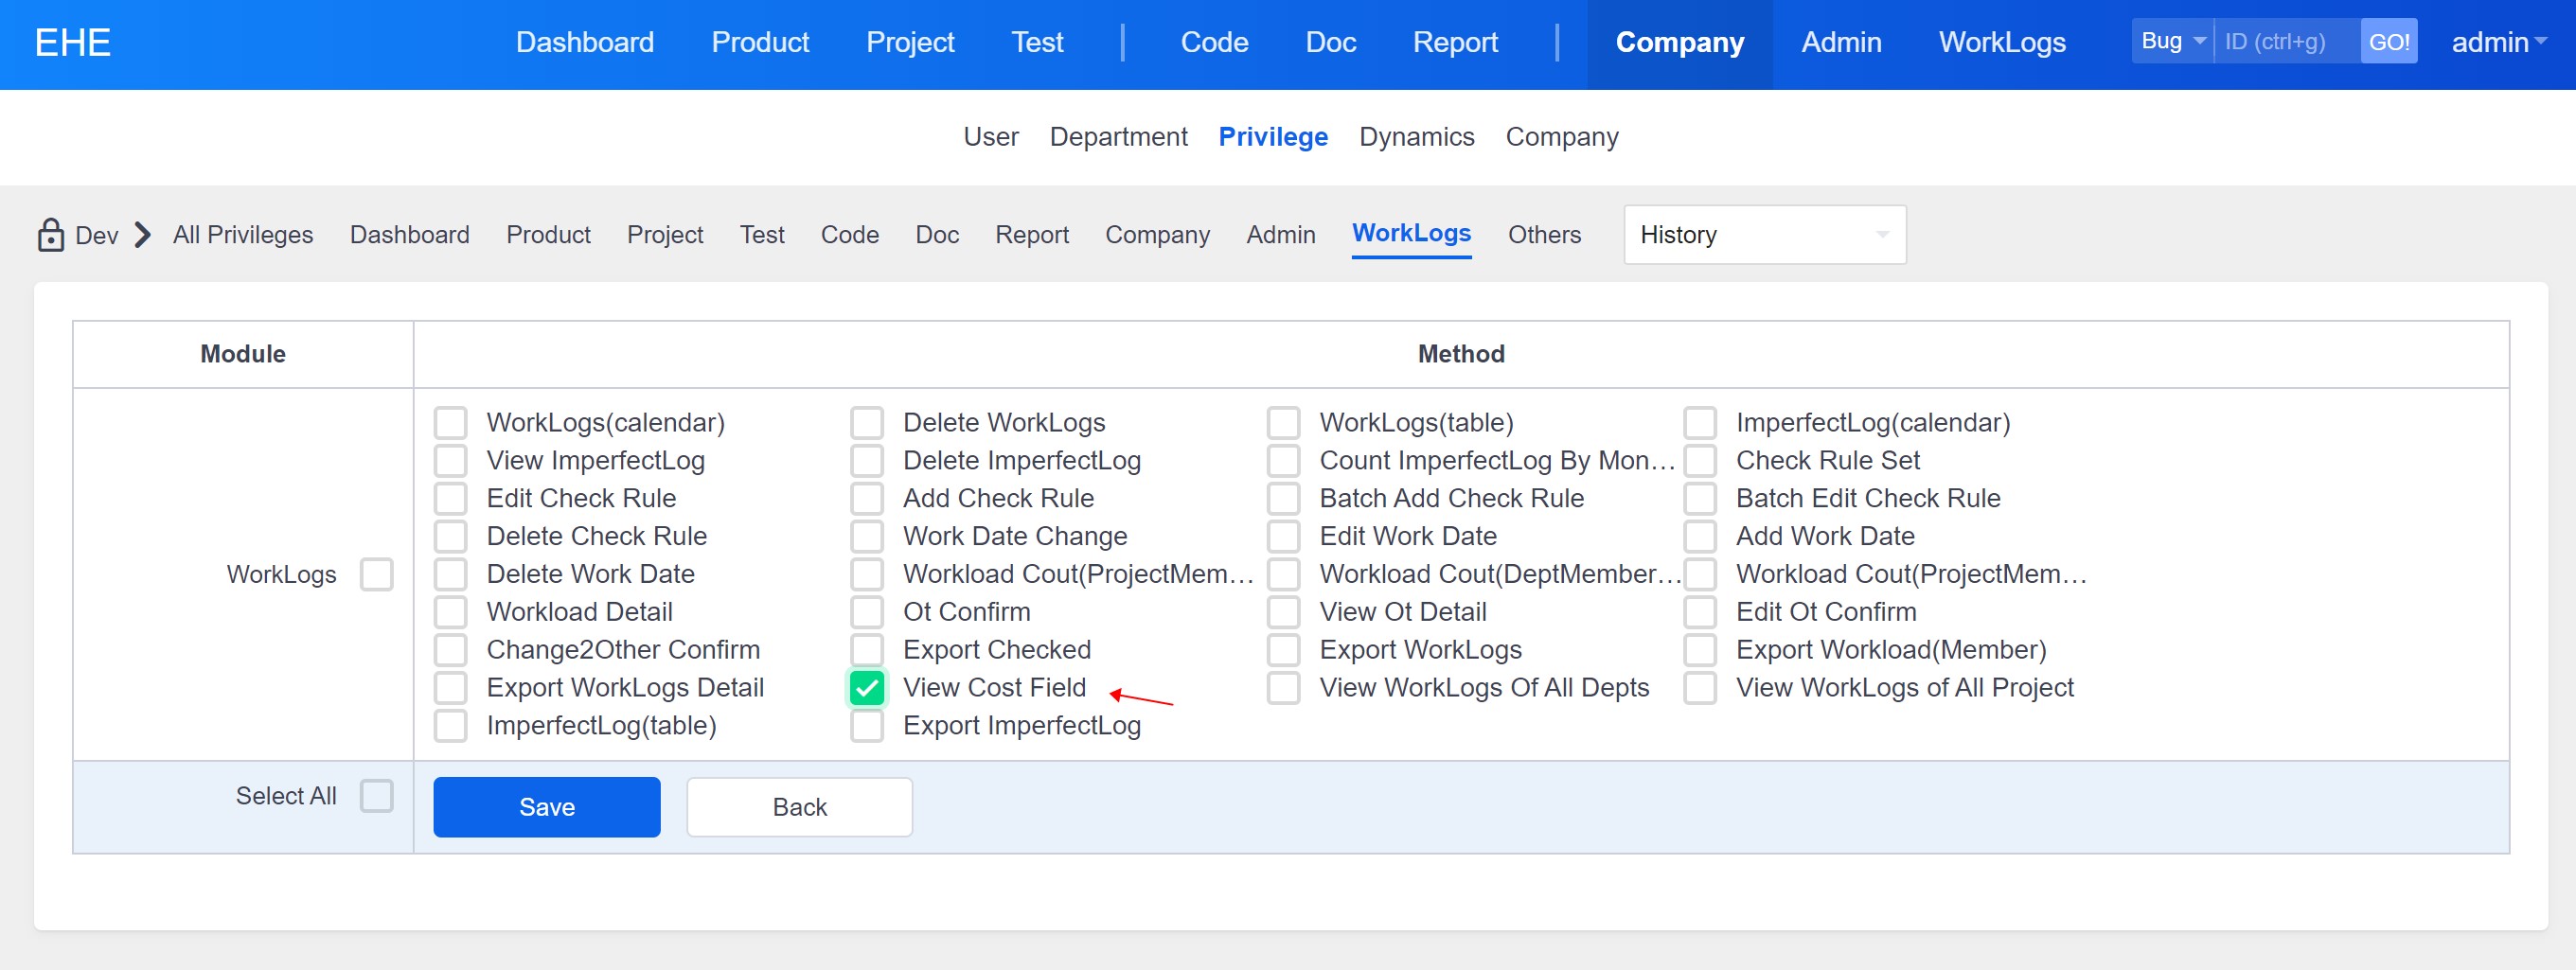 EHE Dashboard Product Project Test Code Doc Report Company Admin WorkLogs Bug ID (ctrl+g) GO! admin
User Department Privilege Dynamics Company
Dev All Privileges Dashboard Product Project Test Code Doc Report Company Admin WorkLogs Others History
Module Method
WorkLogs(calendar) Delete WorkLogs WorkLogs(table) ImperfectLog(calendar)
View ImperfectLog Delete ImperfectLog Count ImperfectLog By Mon... Check Rule Set
Edit Check Rule Add Check Rule Batch Add Check Rule Batch Edit Check Rule
Delete Check Rule Work Date Change Edit Work Date Add Work Date
WorkLogs Delete Work Date Workload Cout(ProjectMem... Workload Cout(DeptMember... Workload Cout(ProjectMem...
Workload Detail Ot Confirm View Ot Detail Edit Ot Confirm
Change2Other Confirm Export Checked Export WorkLogs Export Workload(Member)
Export WorkLogs Detail View Cost Field View WorkLogs Of All Depts View WorkLogs of All Project
ImperfectLog(table) Export ImperfectLog
Select All Save Back